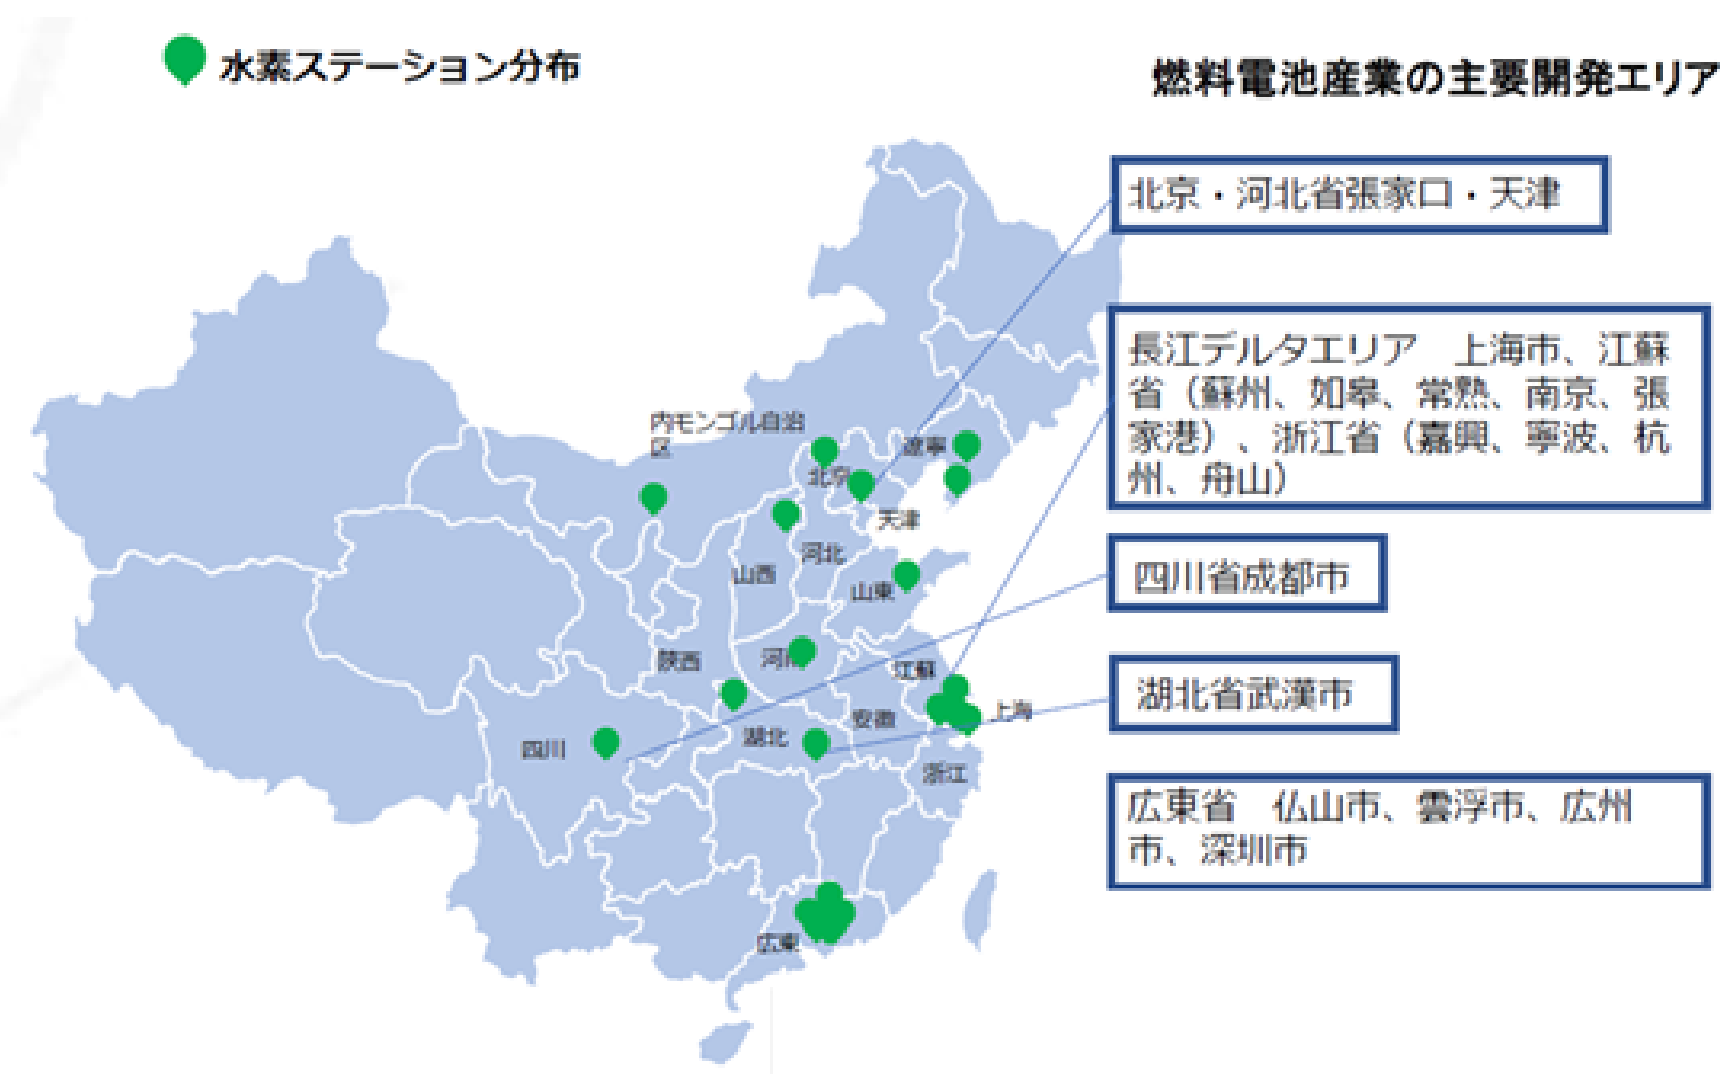 水素ステーション分布
燃料電池産業の主要開発エリア
北京・河北省張家口・天津
長江デルタエリア　上海市、江蘇
省（蘇州、如皋、常熟、南京、張
家港）、浙江省（嘉興、寧波、杭
州、舟山）
四川省成都市
湖北省武漢市
広東省　仏山市、雲浮市、広州
市、深圳市
内モンゴル自治
区
遼寧
北京
天津
河北
山西
山東
陝西
河南
江蘇
上海
安徽
湖北
四川
浙江
広東